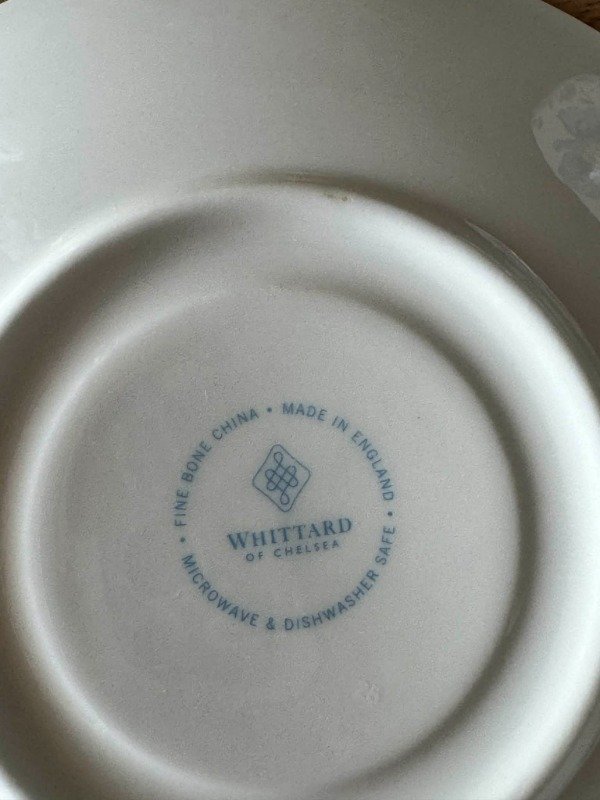 • FINE BONE CHINA • MADE IN ENGLAND •
WHITTARD
OF CHELSEA
MICROWAVE & DISHWASHER SAFE